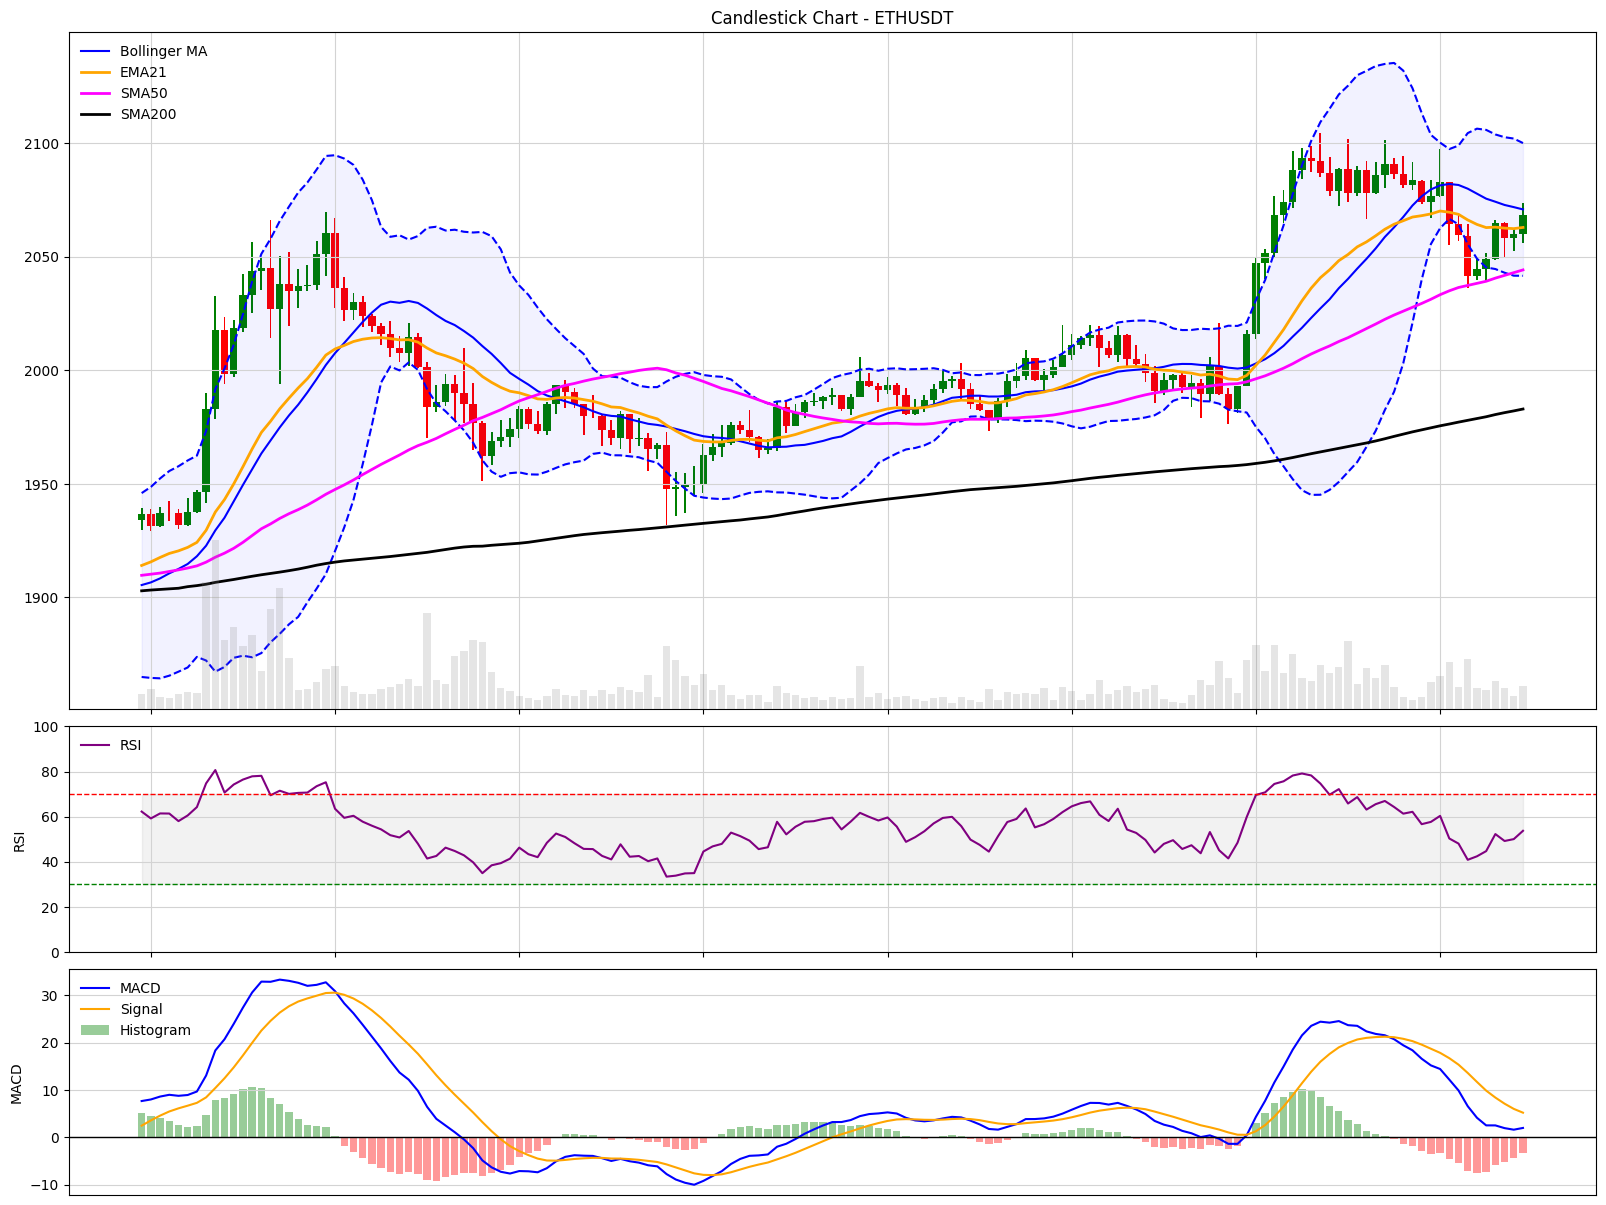 Candlestick Chart - ETHUSDT
Bollinger MA
EMA21
SMA50
SMA200
2100
2050
2000
1950
1900
RSI
100
80
60
40
20
0
RSI
MACD
Signal
Histogram
30
20
10
0
−10
MACD